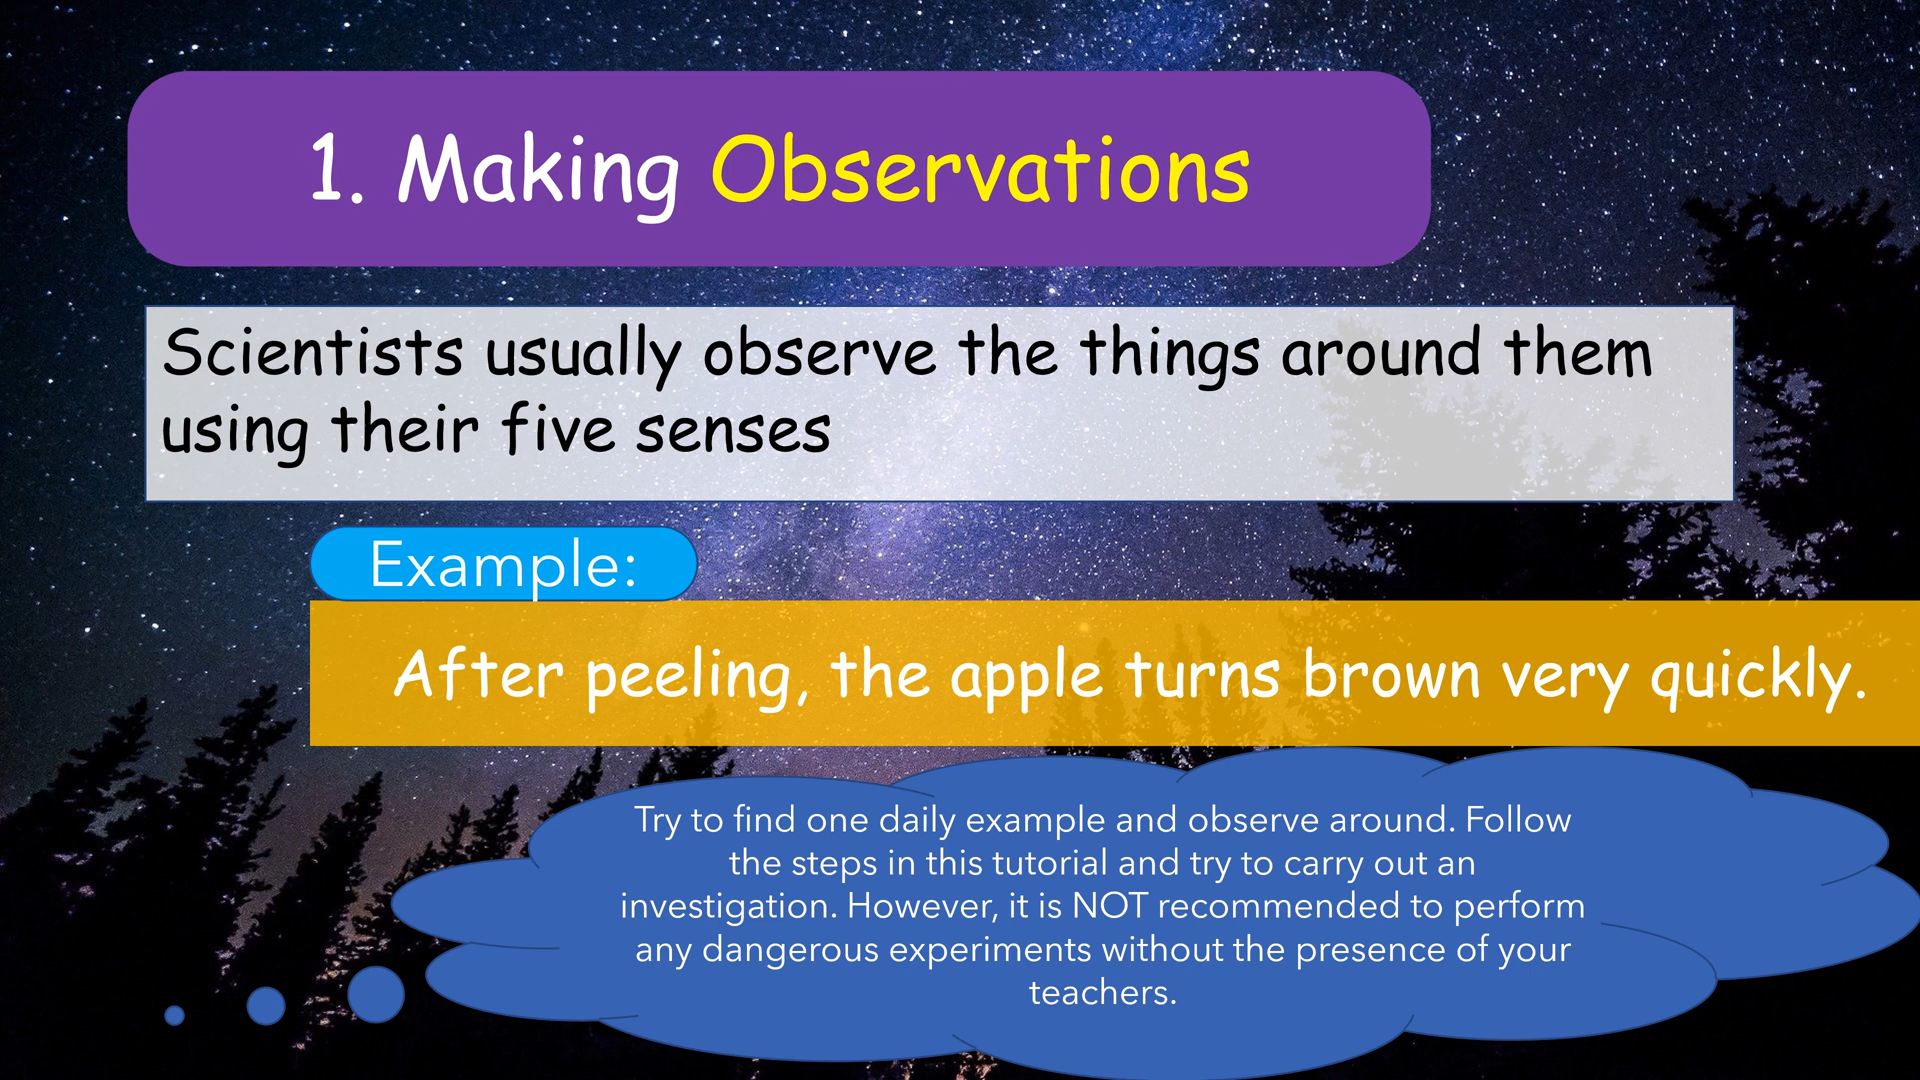 1. Making Observations
Scientists usually observe the things around them
using their five senses
Example:
After peeling, the apple turns brown very quickly.
Try to find one daily example and observe around. Follow
the steps in this tutorial and try to carry out an
investigation. However, it is NOT recommended to perform
any dangerous experiments without the presence of your
teachers.